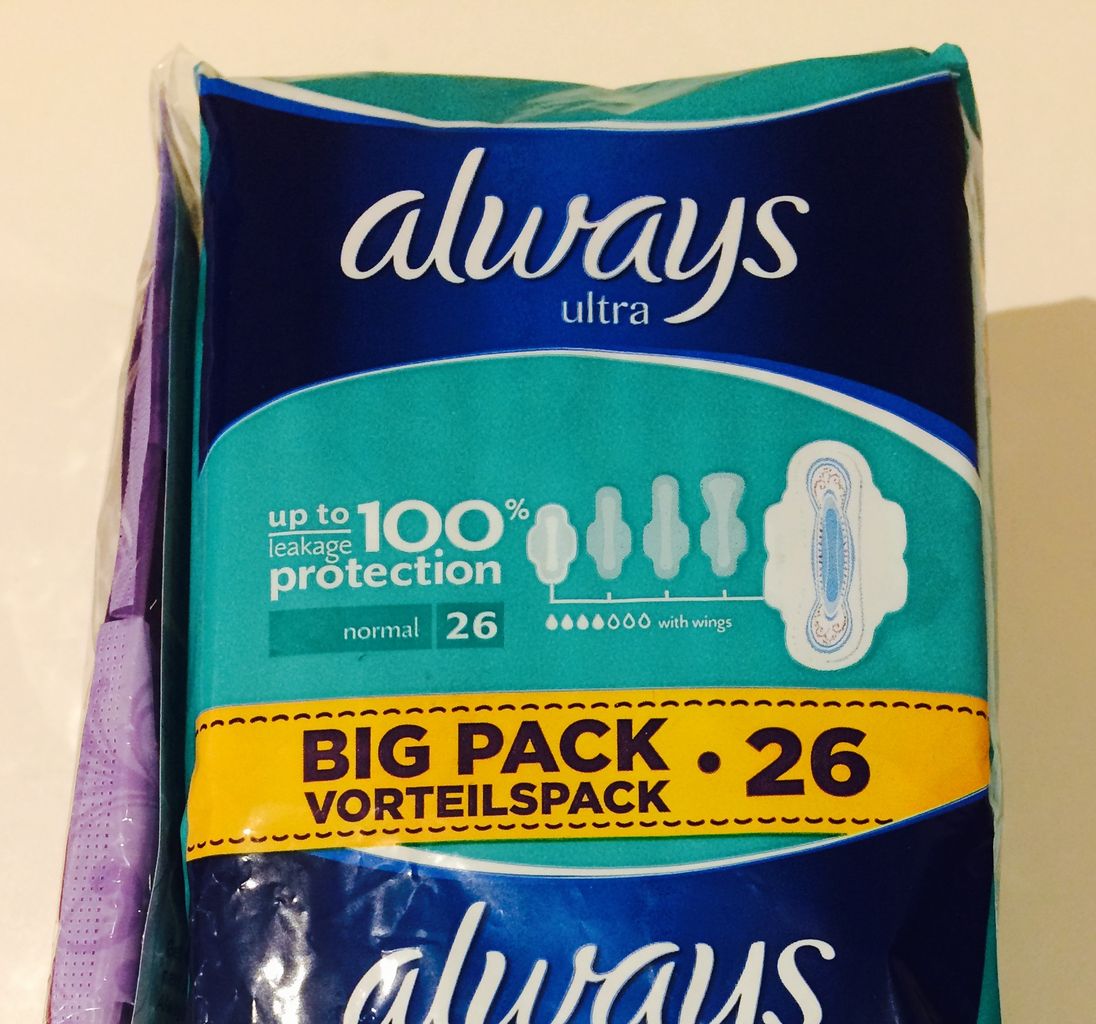 always
ultra
up to 100%
leakage
protection
normal 26
with wings
BIG PACK • 26
VORTEILSPACK
always